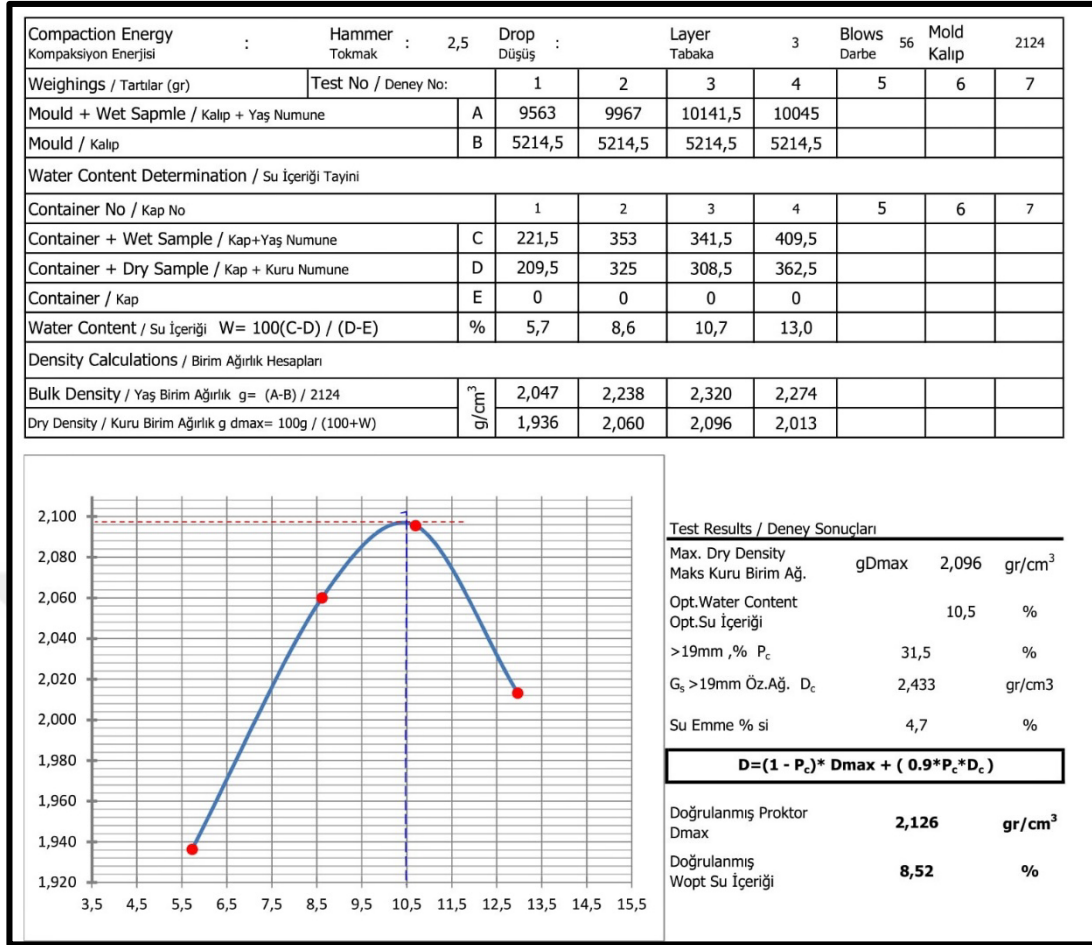 Compaction Energy : Hammer : 2,5 Drop : Layer 3 Blows 56 Mold 2124
Kompaksiyon Enerjisi Tokmak Düşüş Tabaka Darbe Kalıp
Weighings / Tartılar (gr) Test No / Deney No: 1 2 3 4 5 6 7
Mould + Wet Sapmle / Kalıp + Yaş Numune A 9563 9967 10141,5 10045
Mould / Kalıp B 5214,5 5214,5 5214,5 5214,5
Water Content Determination / Su İçeriği Tayini
Container No / Kap No 1 2 3 4 5 6 7
Container + Wet Sample / Kap+Yaş Numune C 221,5 353 341,5 409,5
Container + Dry Sample / Kap + Kuru Numune D 209,5 325 308,5 362,5
Container / Kap E 0 0 0 0
Water Content / Su İçeriği W= 100(C-D) / (D-E) % 5,7 8,6 10,7 13,0
Density Calculations / Birim Ağırlık Hesapları
Bulk Density / Yaş Birim Ağırlık g= (A-B) / 2124 g/cm³ 2,047 2,238 2,320 2,274
Dry Density / Kuru Birim Ağırlık g dmax= 100g / (100+W) 1,936 2,060 2,096 2,013
2,100
2,080
2,060
2,040
2,020
2,000
1,980
1,960
1,940
1,920
3,5 4,5 5,5 6,5 7,5 8,5 9,5 10,5 11,5 12,5 13,5 14,5 15,5
Test Results / Deney Sonuçları
Max. Dry Density gDmax 2,096 gr/cm³
Maks Kuru Birim Ağ.
Opt.Water Content 10,5 %
Opt.Su İçeriği
>19mm ,% Pc 31,5 %
Gs >19mm Öz.Ağ. Dc 2,433 gr/cm3
Su Emme % si 4,7 %
D=(1 - Pc)* Dmax + ( 0.9*Pc*Dc )
Doğrulanmış Proktor 2,126 gr/cm³
Dmax
Doğrulanmış 8,52 %
Wopt Su İçeriği